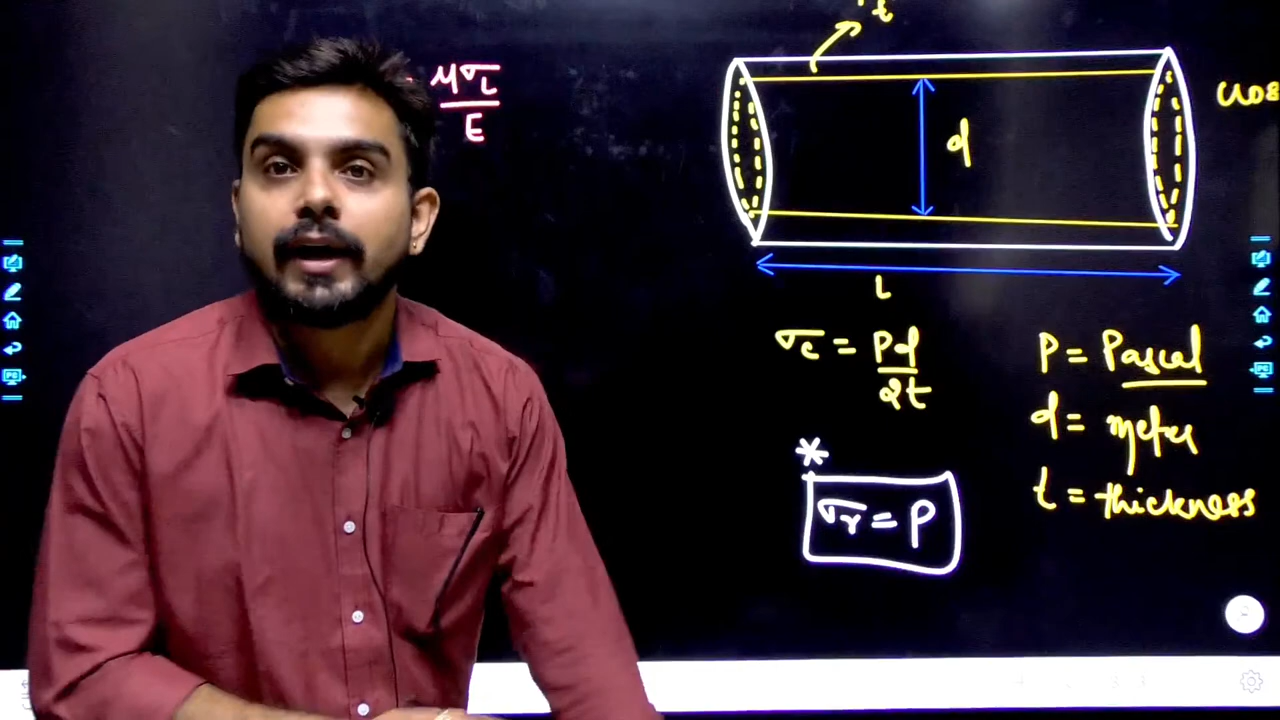 μσL
E
t
d
L
σc = Pd
2t
P = Pascal
d = meter
t = thickness
*
σr = P